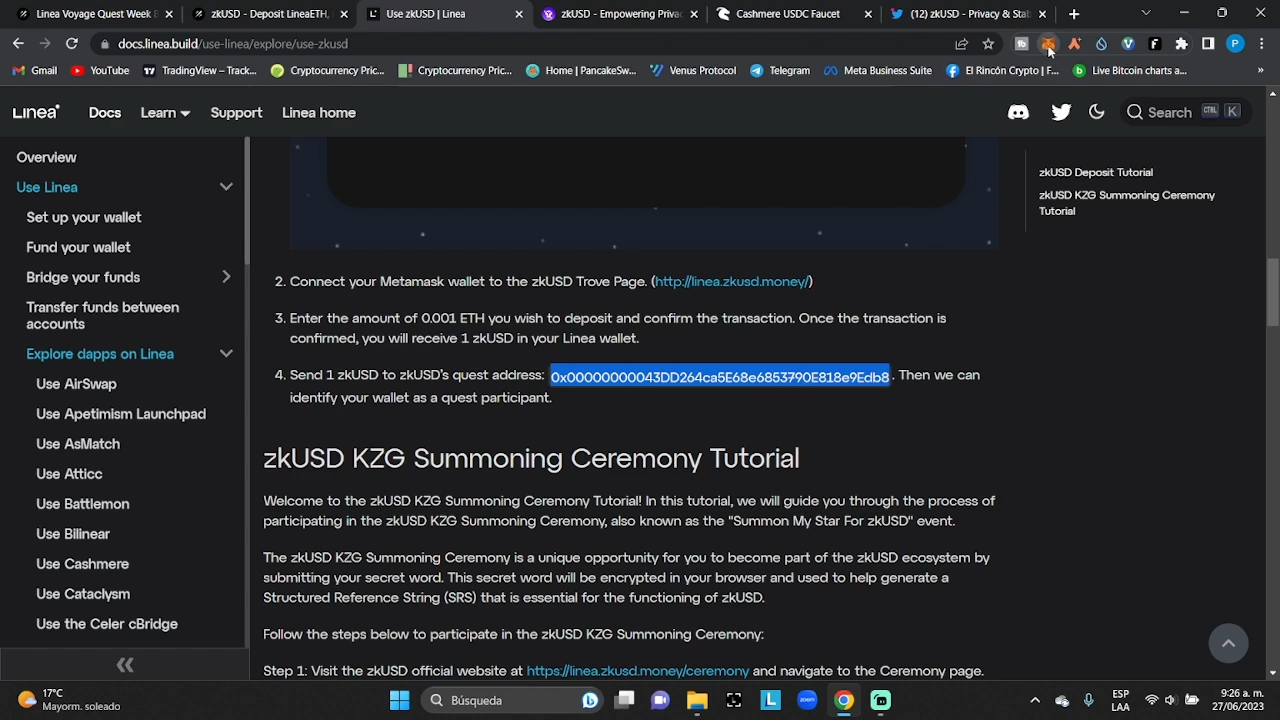 Linea Voyage Quest Week 8
zkUSD - Deposit LineaETH,
Use zkUSD | Linea
zkUSD - Empowering Privac
Cashmere USDC Faucet
(12) zkUSD - Privacy & Stab
docs.linea.build/use-linea/explore/use-zkusd
Gmail
YouTube
TradingView – Track...
Cryptocurrency Pric...
Cryptocurrency Pric...
Home | PancakeSw...
Venus Protocol
Telegram
Meta Business Suite
El Rincón Crypto | F...
Live Bitcoin charts a...
Linea
Docs
Learn
Support
Linea home
Search
CTRL
K
Overview
Use Linea
Set up your wallet
Fund your wallet
Bridge your funds
Transfer funds between
accounts
Explore dapps on Linea
Use AirSwap
Use Apetimism Launchpad
Use AsMatch
Use Atticc
Use Battlemon
Use Bilinear
Use Cashmere
Use Cataclysm
Use the Celer cBridge
2. Connect your Metamask wallet to the zkUSD Trove Page. (http://linea.zkusd.money/)
3. Enter the amount of 0.001 ETH you wish to deposit and confirm the transaction. Once the transaction is
confirmed, you will receive 1 zkUSD in your Linea wallet.
4. Send 1 zkUSD to zkUSD's quest address: 0x00000000043DD264ca5E68e6853790E818e9Edb8 . Then we can
identify your wallet as a quest participant.
zkUSD KZG Summoning Ceremony Tutorial
Welcome to the zkUSD KZG Summoning Ceremony Tutorial! In this tutorial, we will guide you through the process of
participating in the zkUSD KZG Summoning Ceremony, also known as the "Summon My Star For zkUSD" event.
The zkUSD KZG Summoning Ceremony is a unique opportunity for you to become part of the zkUSD ecosystem by
submitting your secret word. This secret word will be encrypted in your browser and used to help generate a
Structured Reference String (SRS) that is essential for the functioning of zkUSD.
Follow the steps below to participate in the zkUSD KZG Summoning Ceremony:
Step 1: Visit the zkUSD official website at https://linea.zkusd.money/ceremony and navigate to the Ceremony page.
zkUSD Deposit Tutorial
zkUSD KZG Summoning Ceremony
Tutorial
17°C
Mayorm. soleado
Búsqueda
ESP
LAA
9:26 a. m.
27/06/2023